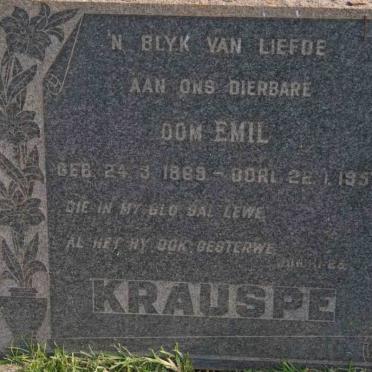 'N BLYK VAN LIEFDE
AAN ONS DIERBARE
OOM EMIL
GEB. 24.3.1889 - OORL. 22.1.195
DIE IN MY GLO SAL LEWE
AL HET HY OOK GESTERWE
KRAUSPE